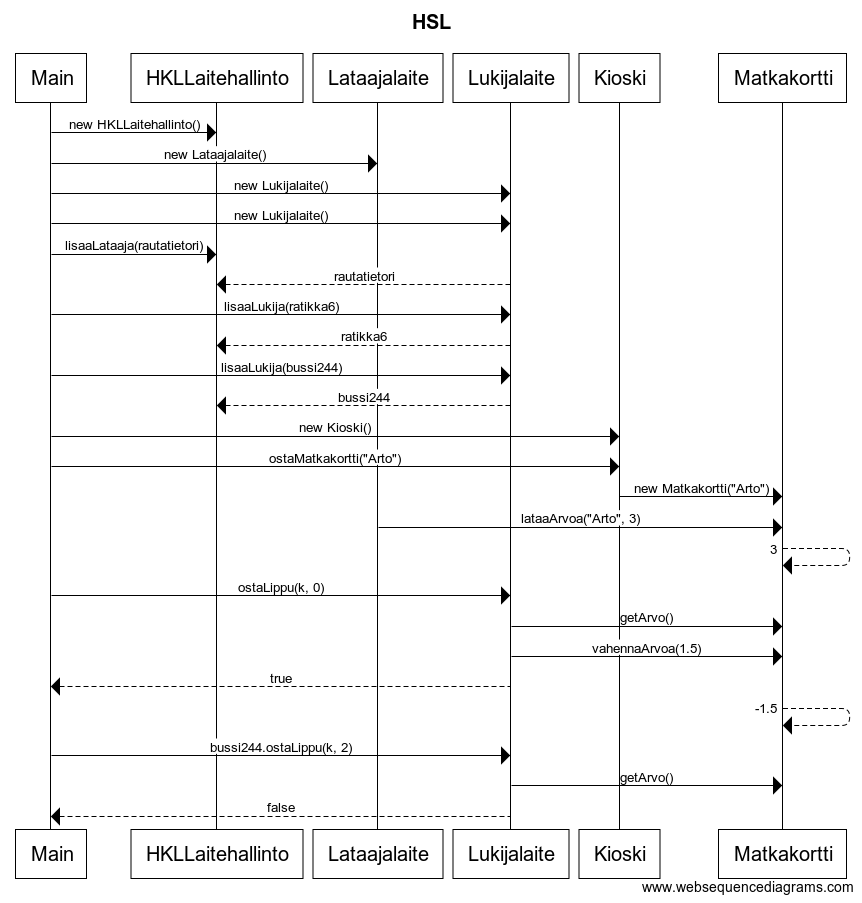 HSL
Main HKLLaitehallinto Lataajalaite Lukijalaite Kioski Matkakortti
new HKLLaitehallinto()
new Lataajalaite()
new Lukijalaite()
new Lukijalaite()
lisaaLataaja(rautatietori)
rautatietori
lisaaLukija(ratikka6)
ratikka6
lisaaLukija(bussi244)
bussi244
new Kioski()
ostaMatkakortti("Arto")
new Matkakortti("Arto")
lataaArvoa("Arto", 3)
3
ostaLippu(k, 0)
getArvo()
vahennaArvoa(1.5)
true
-1.5
bussi244.ostaLippu(k, 2)
getArvo()
false
Main HKLLaitehallinto Lataajalaite Lukijalaite Kioski Matkakortti
www.websequencediagrams.com